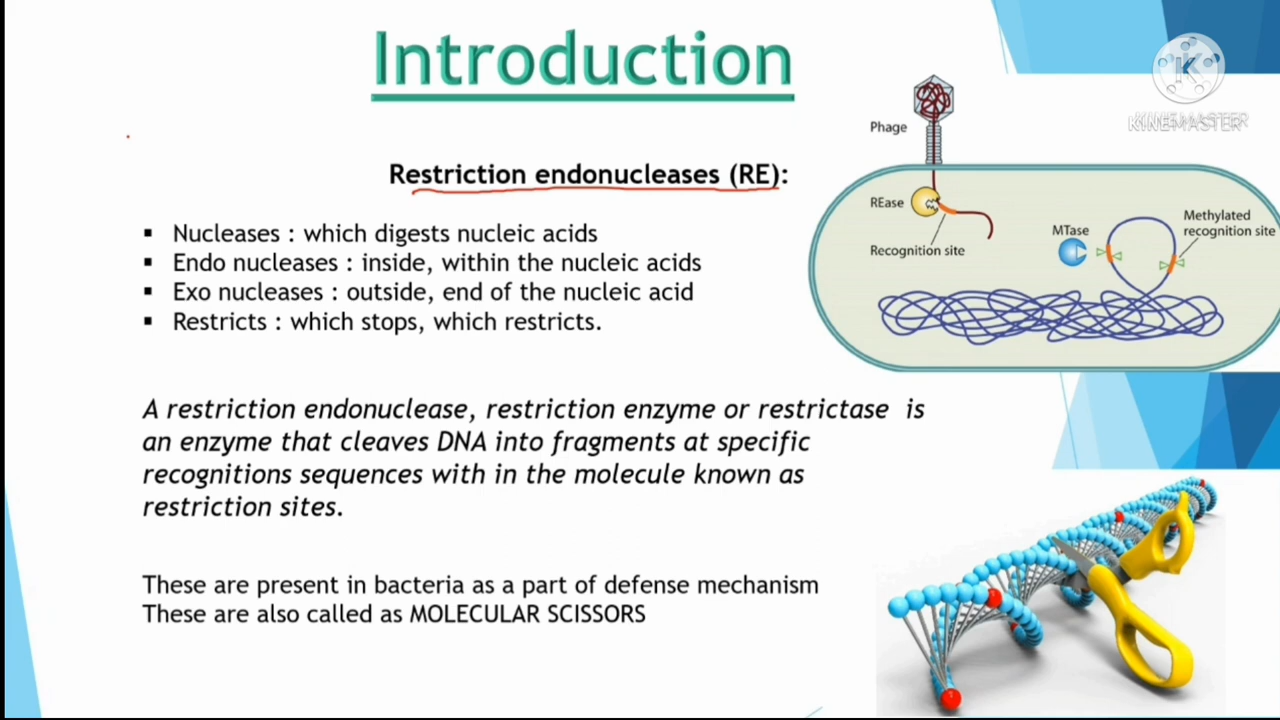 Introduction
Restriction endonucleases (RE):
▪ Nucleases : which digests nucleic acids
▪ Endo nucleases : inside, within the nucleic acids
▪ Exo nucleases : outside, end of the nucleic acid
▪ Restricts : which stops, which restricts.
A restriction endonuclease, restriction enzyme or restrictase is
an enzyme that cleaves DNA into fragments at specific
recognitions sequences with in the molecule known as
restriction sites.
These are present in bacteria as a part of defense mechanism
These are also called as MOLECULAR SCISSORS
Phage
REase
Recognition site
MTase
Methylated
recognition site
K
KINEMASTER